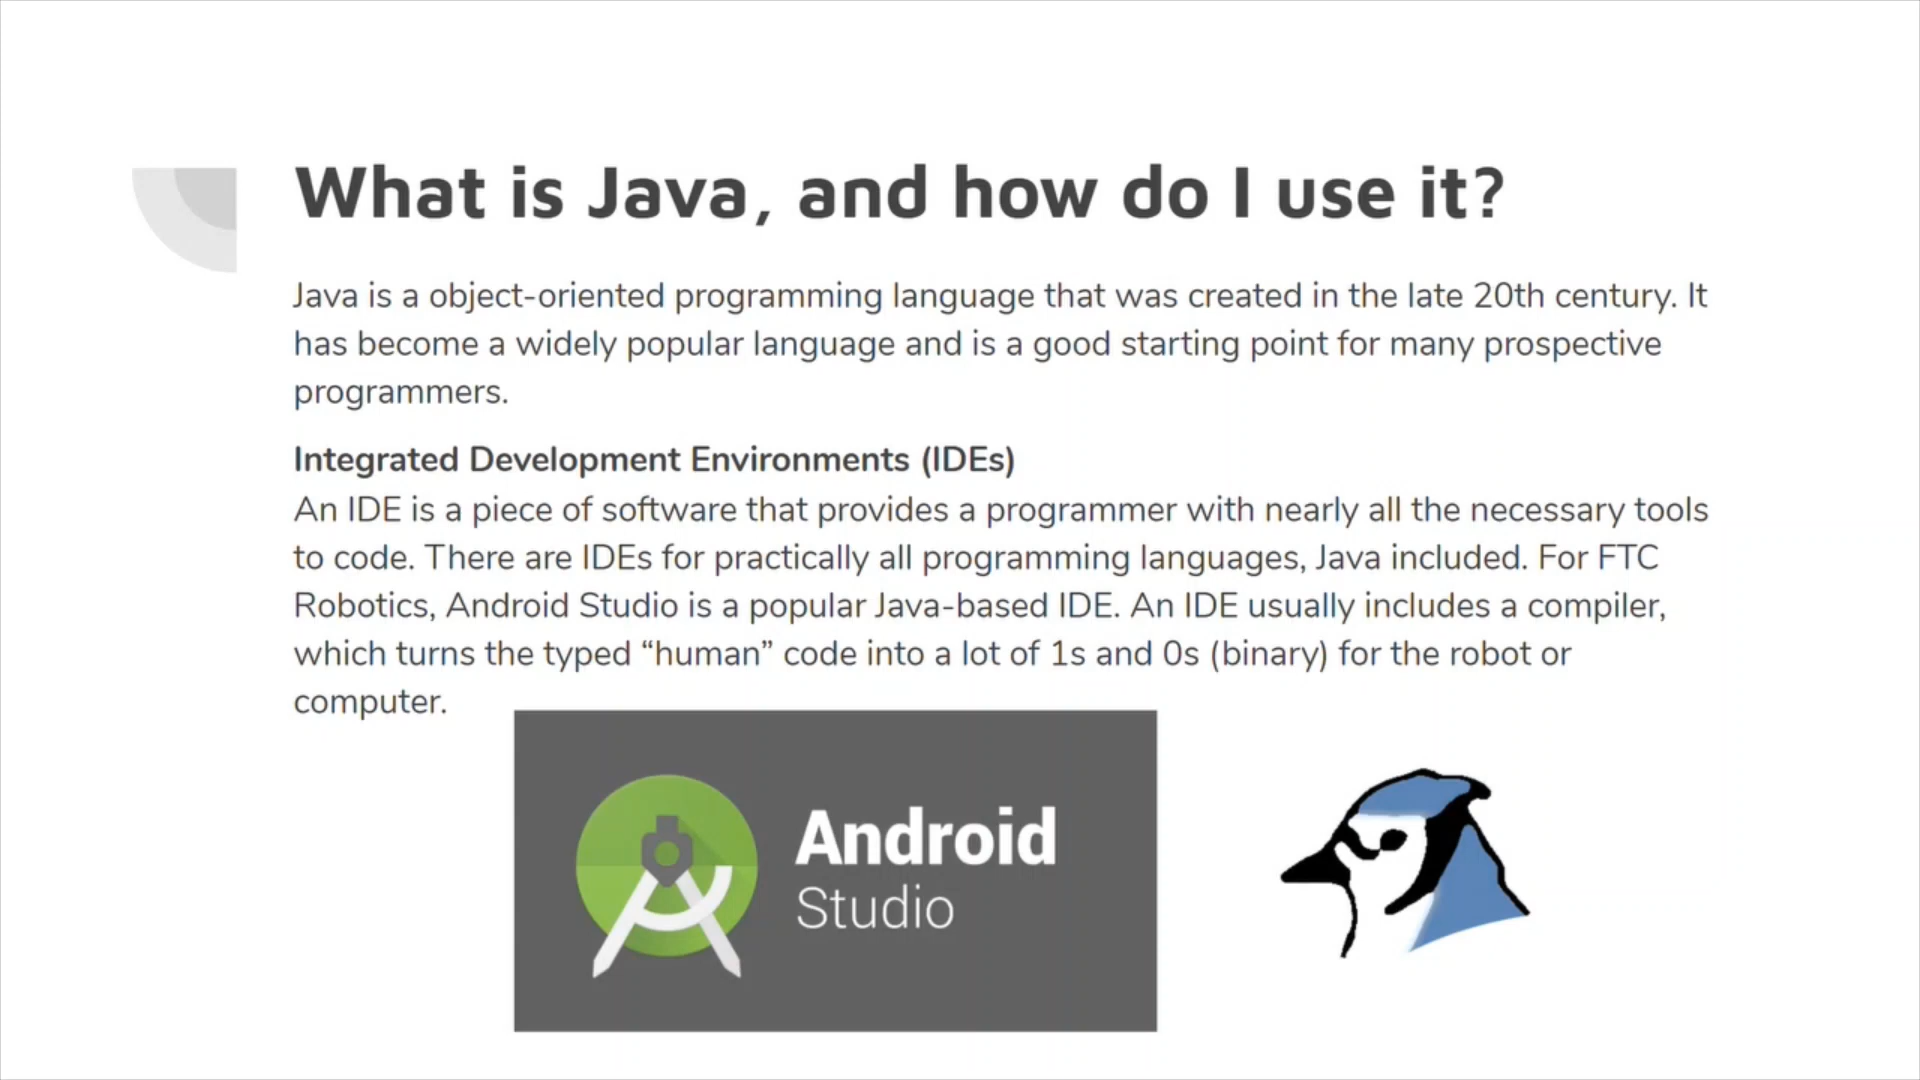 What is Java, and how do I use it?
Java is a object-oriented programming language that was created in the late 20th century. It
has become a widely popular language and is a good starting point for many prospective
programmers.
Integrated Development Environments (IDEs)
An IDE is a piece of software that provides a programmer with nearly all the necessary tools
to code. There are IDEs for practically all programming languages, Java included. For FTC
Robotics, Android Studio is a popular Java-based IDE. An IDE usually includes a compiler,
which turns the typed “human” code into a lot of 1s and 0s (binary) for the robot or
computer.
Android
Studio